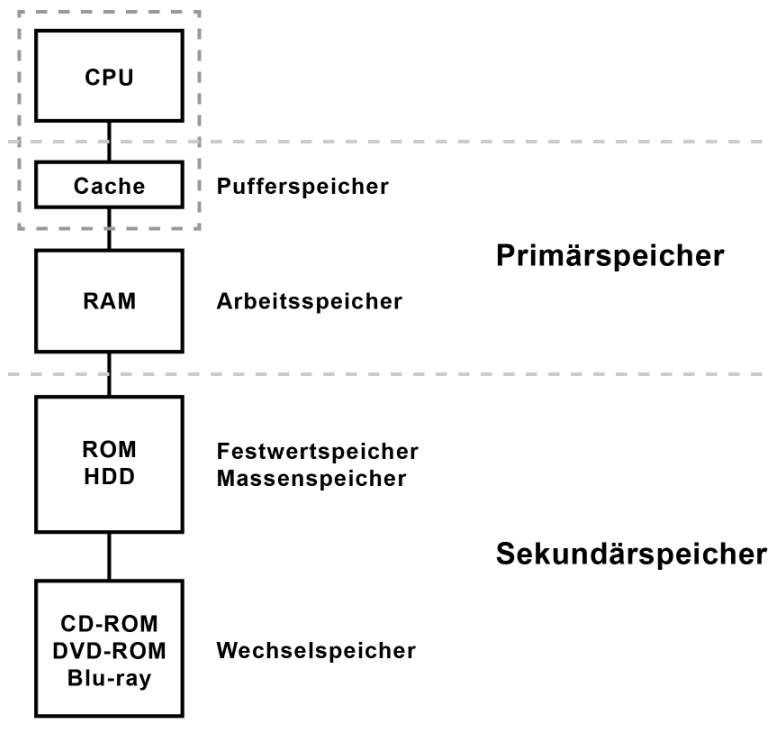 CPU
Cache
Pufferspeicher
Primärspeicher
RAM
Arbeitsspeicher
ROM
HDD
Festwertspeicher
Massenspeicher
Sekundärspeicher
CD-ROM
DVD-ROM
Blu-ray
Wechselspeicher